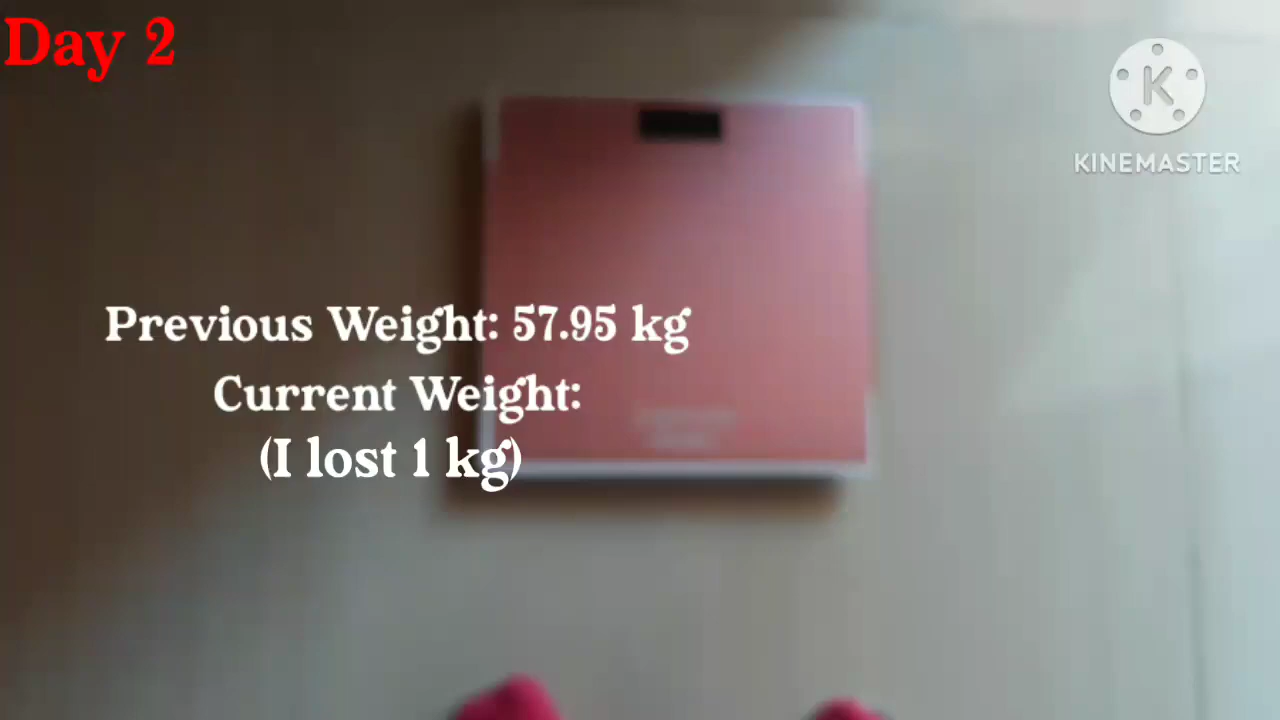 Day 2
KINEMASTER
Previous Weight: 57.95 kg
Current Weight:
(I lost 1 kg)